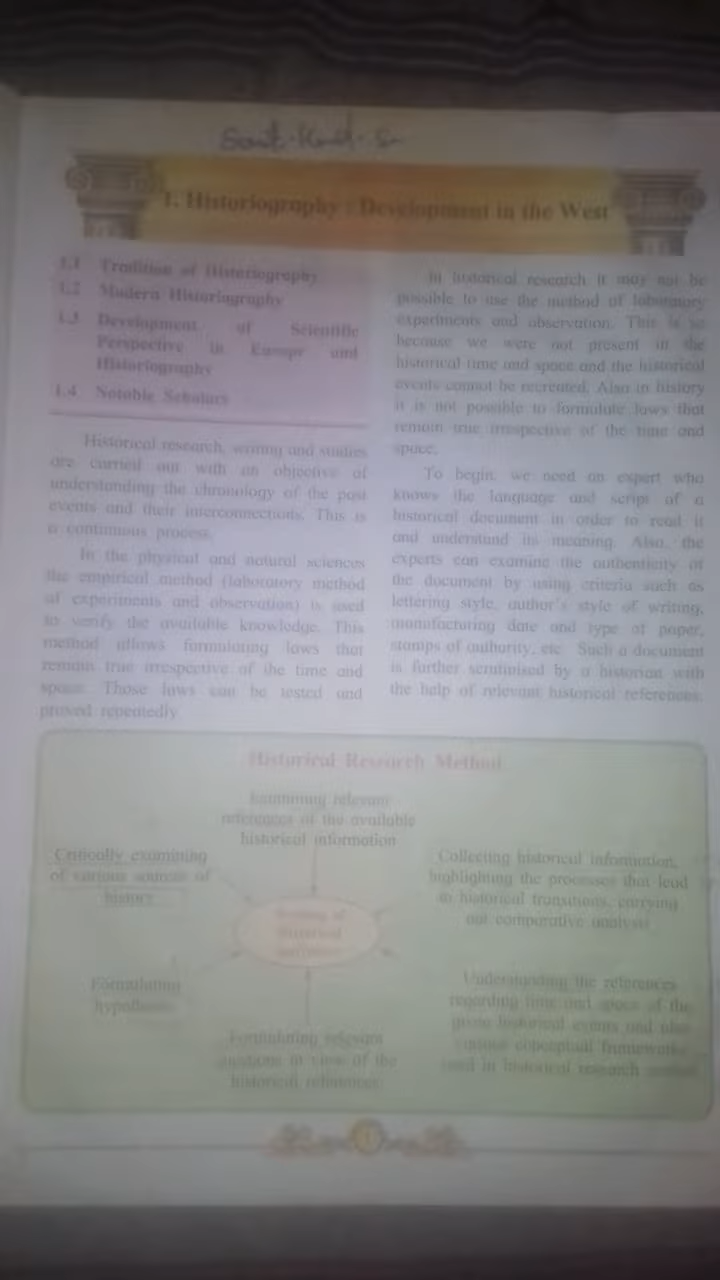 1. Historiography : Development in the West
1.1 Tradition of Historiography
1.2 Modern Historiography
1.3 Development of Scientific
Perspective in Europe and
Historiography
1.4 Notable Scholars
Historical research, writing and studies
are carried out with an objective of
understanding the chronology of the past
events and their interconnections. This is
a continuous process.
In the physical and natural sciences
the empirical method (laboratory method
of experiments and observation) is used
to verify the available knowledge. This
method allows formulating laws that
remain true irrespective of the time and
space. Those laws can be tested and
proved repeatedly.
In historical research it may not be
possible to use the method of laboratory
experiments and observation. This is so
because we were not present in the
historical time and space and the historical
events cannot be recreated. Also in history
it is not possible to formulate laws that
remain true irrespective of the time and
space.
To begin, we need an expert who
knows the language and script of a
historical document in order to read it
and understand its meaning. Also, the
experts can examine the authenticity of
the document by using criteria such as
lettering style, author's style of writing,
manufacturing date and type of paper,
stamps of authority, etc. Such a document
is further scrutinised by a historian with
the help of relevant historical references.
Historical Research Method
Examining relevant
references of the available
historical information
Critically examining
of various sources of
history
Collecting historical information,
highlighting the processes that lead
to historical transitions, carrying
out comparative analysis
Writing of
historical
Formulating
hypothesis
Understanding the references
regarding time and space of the
given historical events and also
various conceptual frameworks
used in historical research
Formulating relevant
questions in view of the
historical references